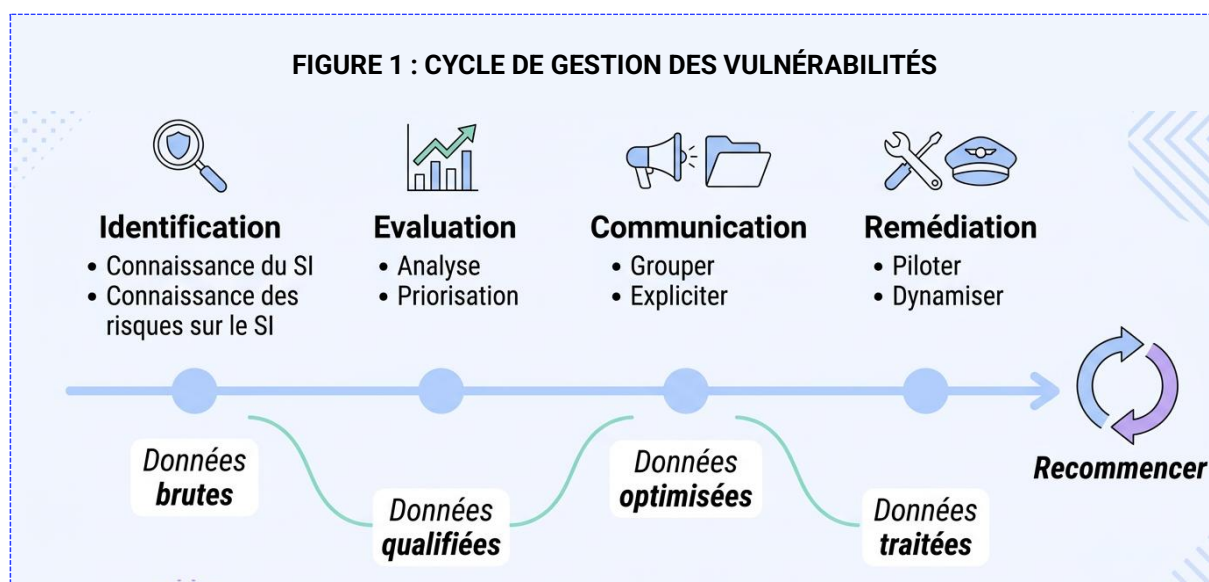 FIGURE 1 : CYCLE DE GESTION DES VULNÉRABILITÉS
Identification
• Connaissance du SI
• Connaissance des
risques sur le SI
Evaluation
• Analyse
• Priorisation
Communication
• Grouper
• Expliciter
Remédiation
• Piloter
• Dynamiser
Données
brutes
Données
qualifiées
Données
optimisées
Données
traitées
Recommencer